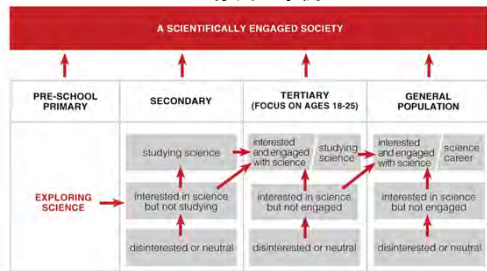 A SCIENTIFICALLY ENGAGED SOCIETY
PRE-SCHOOL
PRIMARY
SECONDARY
TERTIARY
(FOCUS ON AGES 18-25)
GENERAL
POPULATION
EXPLORING
SCIENCE
studying science
interested in science
but not studying
disinterested or neutral
interested
and engaged
with science
studying
science
interested in science
but not engaged
disinterested or neutral
interested
and engaged
with science
science
career
interested in science
but not engaged
disinterested or neutral